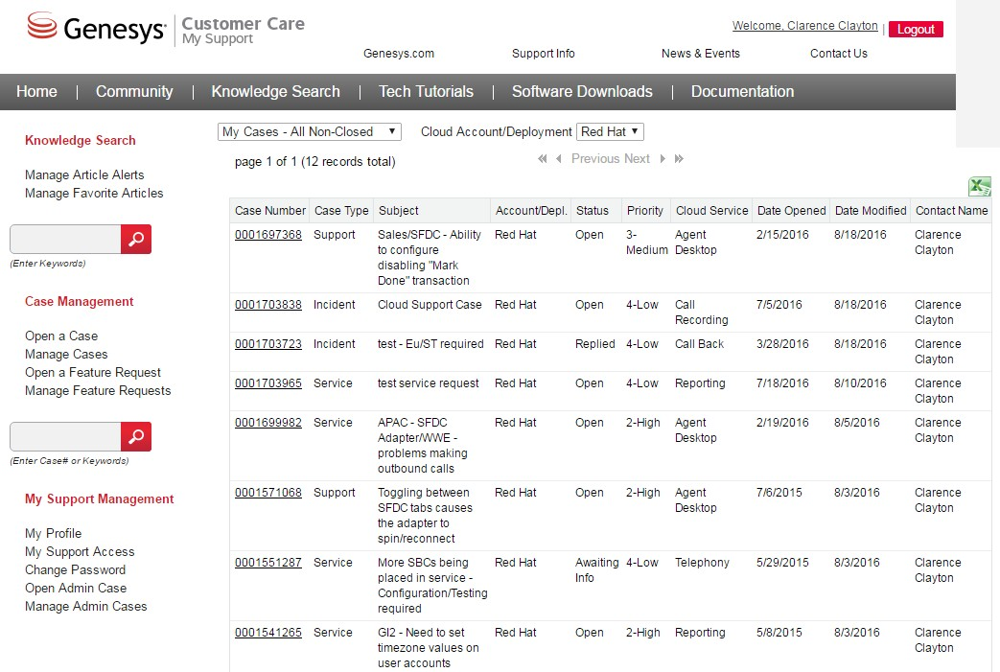 Genesys Customer Care
My Support
Welcome, Clarence Clayton | Logout
Genesys.com Support Info News & Events Contact Us
Home | Community | Knowledge Search | Tech Tutorials | Software Downloads | Documentation
Knowledge Search
Manage Article Alerts
Manage Favorite Articles
(Enter Keywords)
Case Management
Open a Case
Manage Cases
Open a Feature Request
Manage Feature Requests
(Enter Case# or Keywords)
My Support Management
My Profile
My Support Access
Change Password
Open Admin Case
Manage Admin Cases
My Cases - All Non-Closed Cloud Account/Deployment Red Hat
page 1 of 1 (12 records total) Previous Next
Case Number Case Type Subject Account/Depl. Status Priority Cloud Service Date Opened Date Modified Contact Name
0001697368 Support Sales/SFDC - Ability Red Hat Open 3- Agent 2/15/2016 8/18/2016 Clarence
to configure Medium Desktop Clayton
disabling "Mark
Done" transaction
0001703838 Incident Cloud Support Case Red Hat Open 4-Low Call 7/5/2016 8/18/2016 Clarence
Recording Clayton
0001703723 Incident test - Eu/ST required Red Hat Replied 4-Low Call Back 3/28/2016 8/18/2016 Clarence
Clayton
0001703965 Service test service request Red Hat Open 4-Low Reporting 7/18/2016 8/10/2016 Clarence
Clayton
0001699982 Service APAC - SFDC Red Hat Open 2-High Agent 2/19/2016 8/5/2016 Clarence
Adapter/WWE - Desktop Clayton
problems making
outbound calls
0001571068 Support Toggling between Red Hat Open 2-High Agent 7/6/2015 8/3/2016 Clarence
SFDC tabs causes Desktop Clayton
the adapter to
spin/reconnect
0001551287 Service More SBCs being Red Hat Awaiting 4-Low Telephony 5/29/2015 8/3/2016 Clarence
placed in service - Info Clayton
Configuration/Testing
required
0001541265 Service GI2 - Need to set Red Hat Open 2-High Reporting 5/8/2015 8/3/2016 Clarence
timezone values on Clayton
user accounts